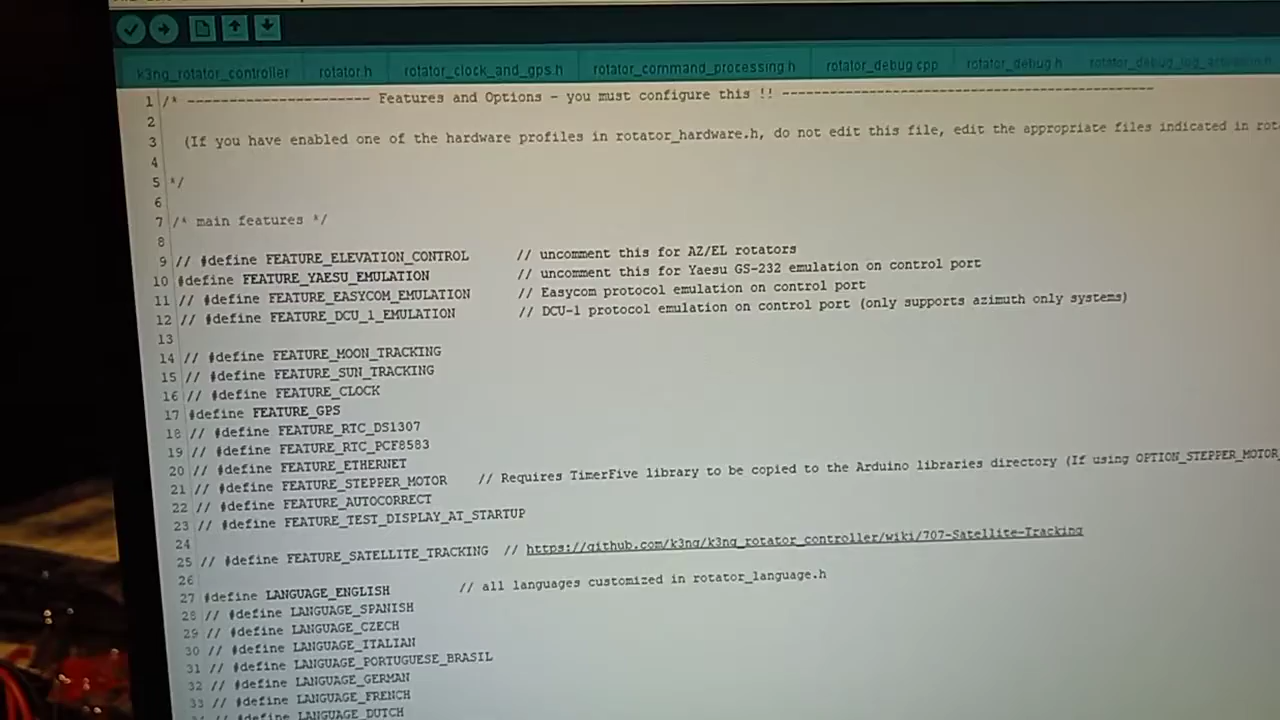 k3ng_rotator_controller rotator.h rotator_clock_and_gps.h rotator_command_processing.h rotator_debug.cpp rotator_debug.h
1 /* ---------------------- Features and Options - you must configure this !! --------------------------------------------
2
3 (If you have enabled one of the hardware profiles in rotator_hardware.h, do not edit this file, edit the appropriate files indicated in
4
5 */
6
7 /* main features */
8
9 // #define FEATURE_ELEVATION_CONTROL // uncomment this for AZ/EL rotators
10 #define FEATURE_YAESU_EMULATION // uncomment this for Yaesu GS-232 emulation on control port
11 // #define FEATURE_EASYCOM_EMULATION // Easycom protocol emulation on control port
12 // #define FEATURE_DCU_1_EMULATION // DCU-1 protocol emulation on control port (only supports azimuth only systems)
13
14 // #define FEATURE_MOON_TRACKING
15 // #define FEATURE_SUN_TRACKING
16 // #define FEATURE_CLOCK
17 #define FEATURE_GPS
18 // #define FEATURE_RTC_DS1307
19 // #define FEATURE_RTC_PCF8583
20 // #define FEATURE_ETHERNET
21 // #define FEATURE_STEPPER_MOTOR // Requires TimerFive library to be copied to the Arduino libraries directory (If using OPTION_STEPPER_MOTOR_
22 // #define FEATURE_AUTOCORRECT
23 // #define FEATURE_TEST_DISPLAY_AT_STARTUP
24
25 // #define FEATURE_SATELLITE_TRACKING // https://github.com/k3ng/k3ng_rotator_controller/wiki/707-Satellite-Tracking
26
27 #define LANGUAGE_ENGLISH // all languages customized in rotator_language.h
28 // #define LANGUAGE_SPANISH
29 // #define LANGUAGE_CZECH
30 // #define LANGUAGE_ITALIAN
31 // #define LANGUAGE_PORTUGUESE_BRASIL
32 // #define LANGUAGE_GERMAN
33 // #define LANGUAGE_FRENCH
34 // #define LANGUAGE_DUTCH